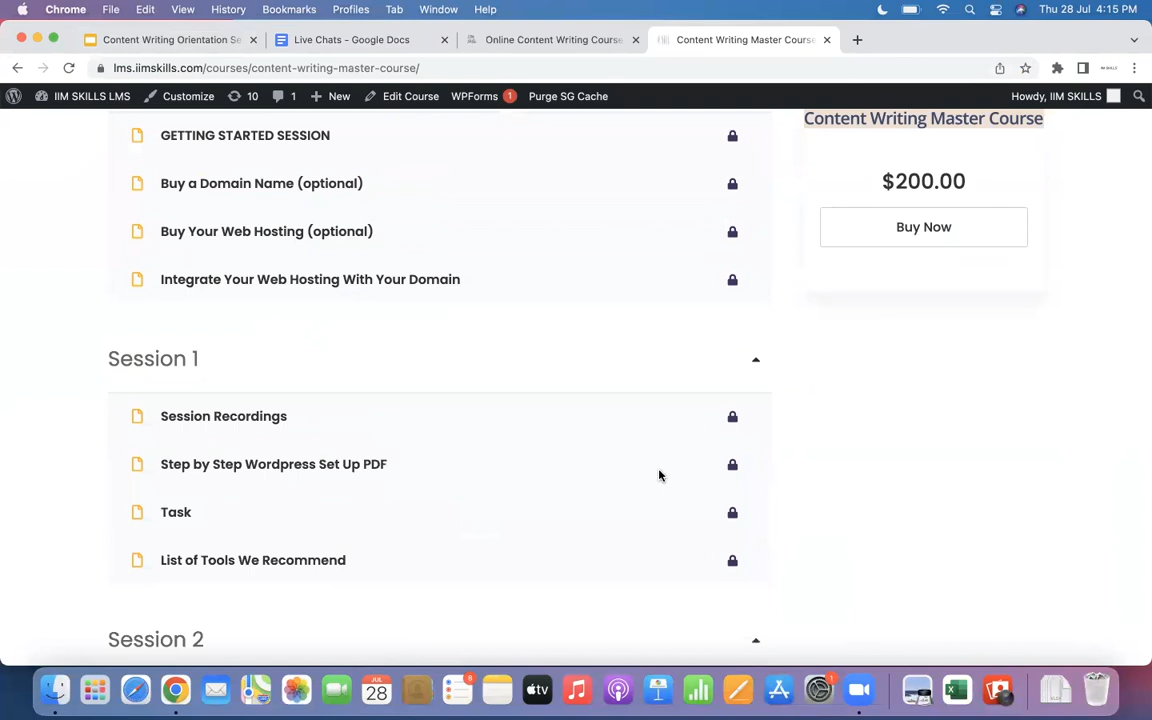 Chrome File Edit View History Bookmarks Profiles Tab Window Help Thu 28 Jul 4:15 PM
Content Writing Orientation Se Live Chats - Google Docs Online Content Writing Course Content Writing Master Course
lms.iimskills.com/courses/content-writing-master-course/
IIM SKILLS LMS Customize 10 1 New Edit Course WPForms 1 Purge SG Cache Howdy, IIM SKILLS
Content Writing Master Course
GETTING STARTED SESSION
$200.00
Buy a Domain Name (optional)
Buy Now
Buy Your Web Hosting (optional)
Integrate Your Web Hosting With Your Domain
Session 1
Session Recordings
Step by Step Wordpress Set Up PDF
Task
List of Tools We Recommend
Session 2
JUL
28
8
tv
1